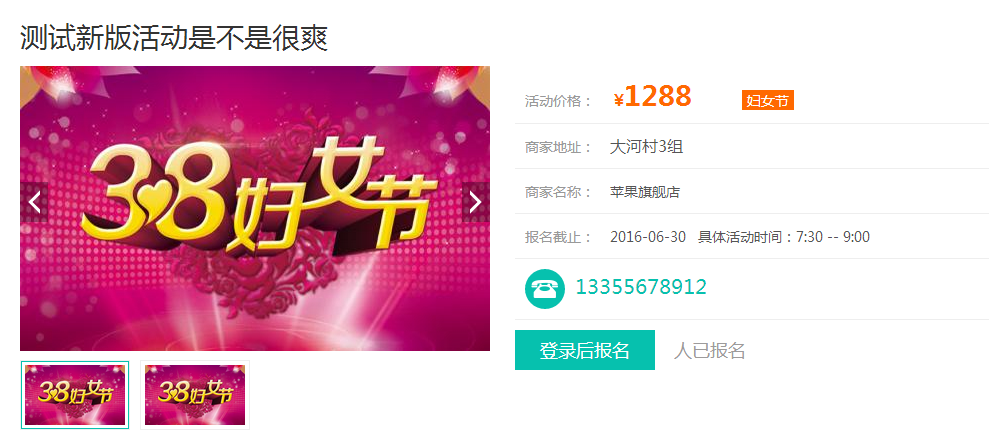 测试新版活动是不是很爽
38妇女节
活动价格： ¥1288 妇女节
商家地址： 大河村3组
商家名称： 苹果旗舰店
报名截止： 2016-06-30 具体活动时间：7:30 -- 9:00
13355678912
登录后报名 人已报名
38妇女节 38妇女节